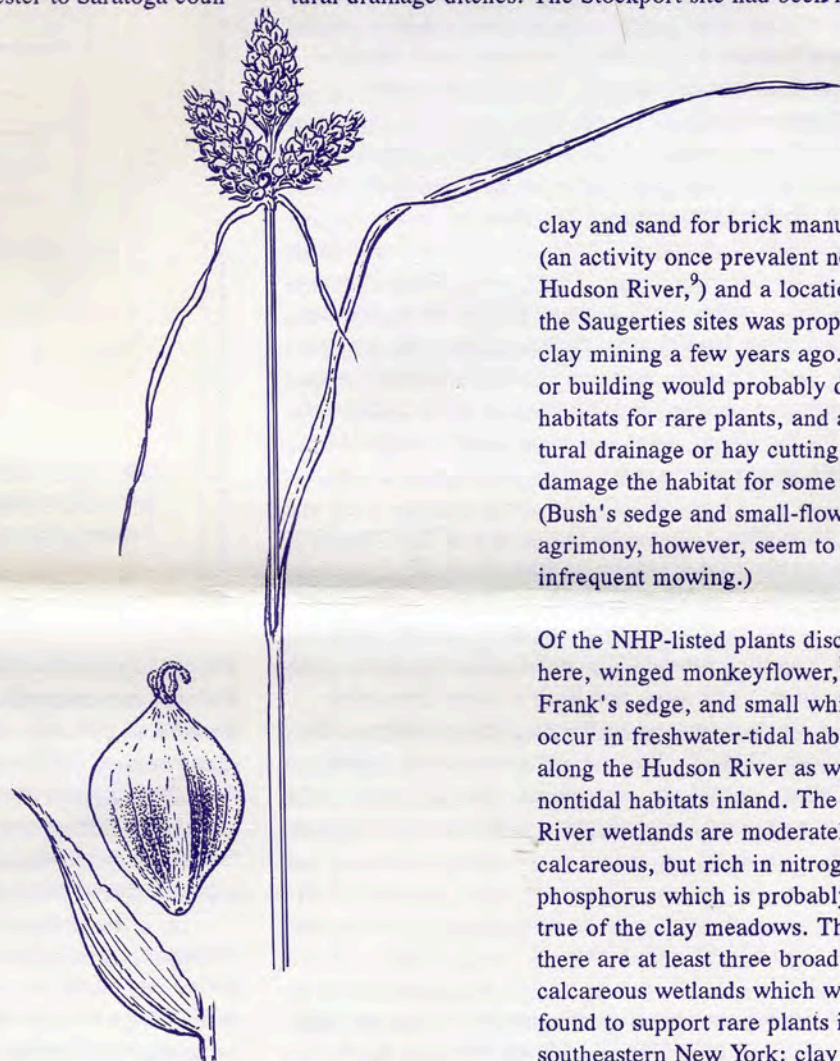 to Saratoga coun-
tural drainage ditches. The Stockport site had been
clay and sand for brick manu
(an activity once prevalent n
Hudson River,⁹) and a locati
the Saugerties sites was prop
clay mining a few years ago.
or building would probably
habitats for rare plants, and
tural drainage or hay cutting
damage the habitat for some
(Bush's sedge and small-flow
agrimony, however, seem to
infrequent mowing.)
Of the NHP-listed plants disc
here, winged monkeyflower,
Frank's sedge, and small whi
occur in freshwater-tidal hab
along the Hudson River as w
nontidal habitats inland. The
River wetlands are moderate
calcareous, but rich in nitrog
phosphorus which is probably
true of the clay meadows. Th
there are at least three broad
calcareous wetlands which w
found to support rare plants i
southeastern New York: clay